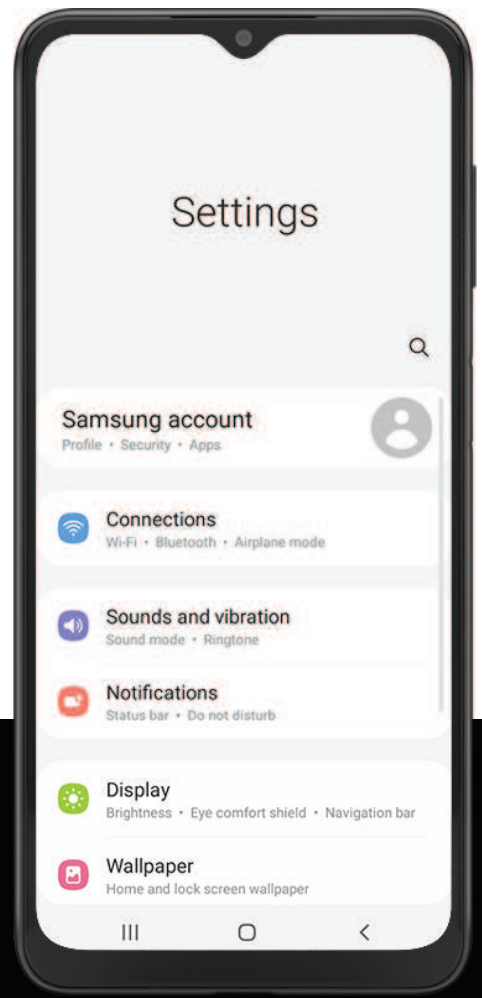 Settings
Samsung account
Profile • Security • Apps
Connections
Wi-Fi • Bluetooth • Airplane mode
Sounds and vibration
Sound mode • Ringtone
Notifications
Status bar • Do not disturb
Display
Brightness • Eye comfort shield • Navigation bar
Wallpaper
Home and lock screen wallpaper